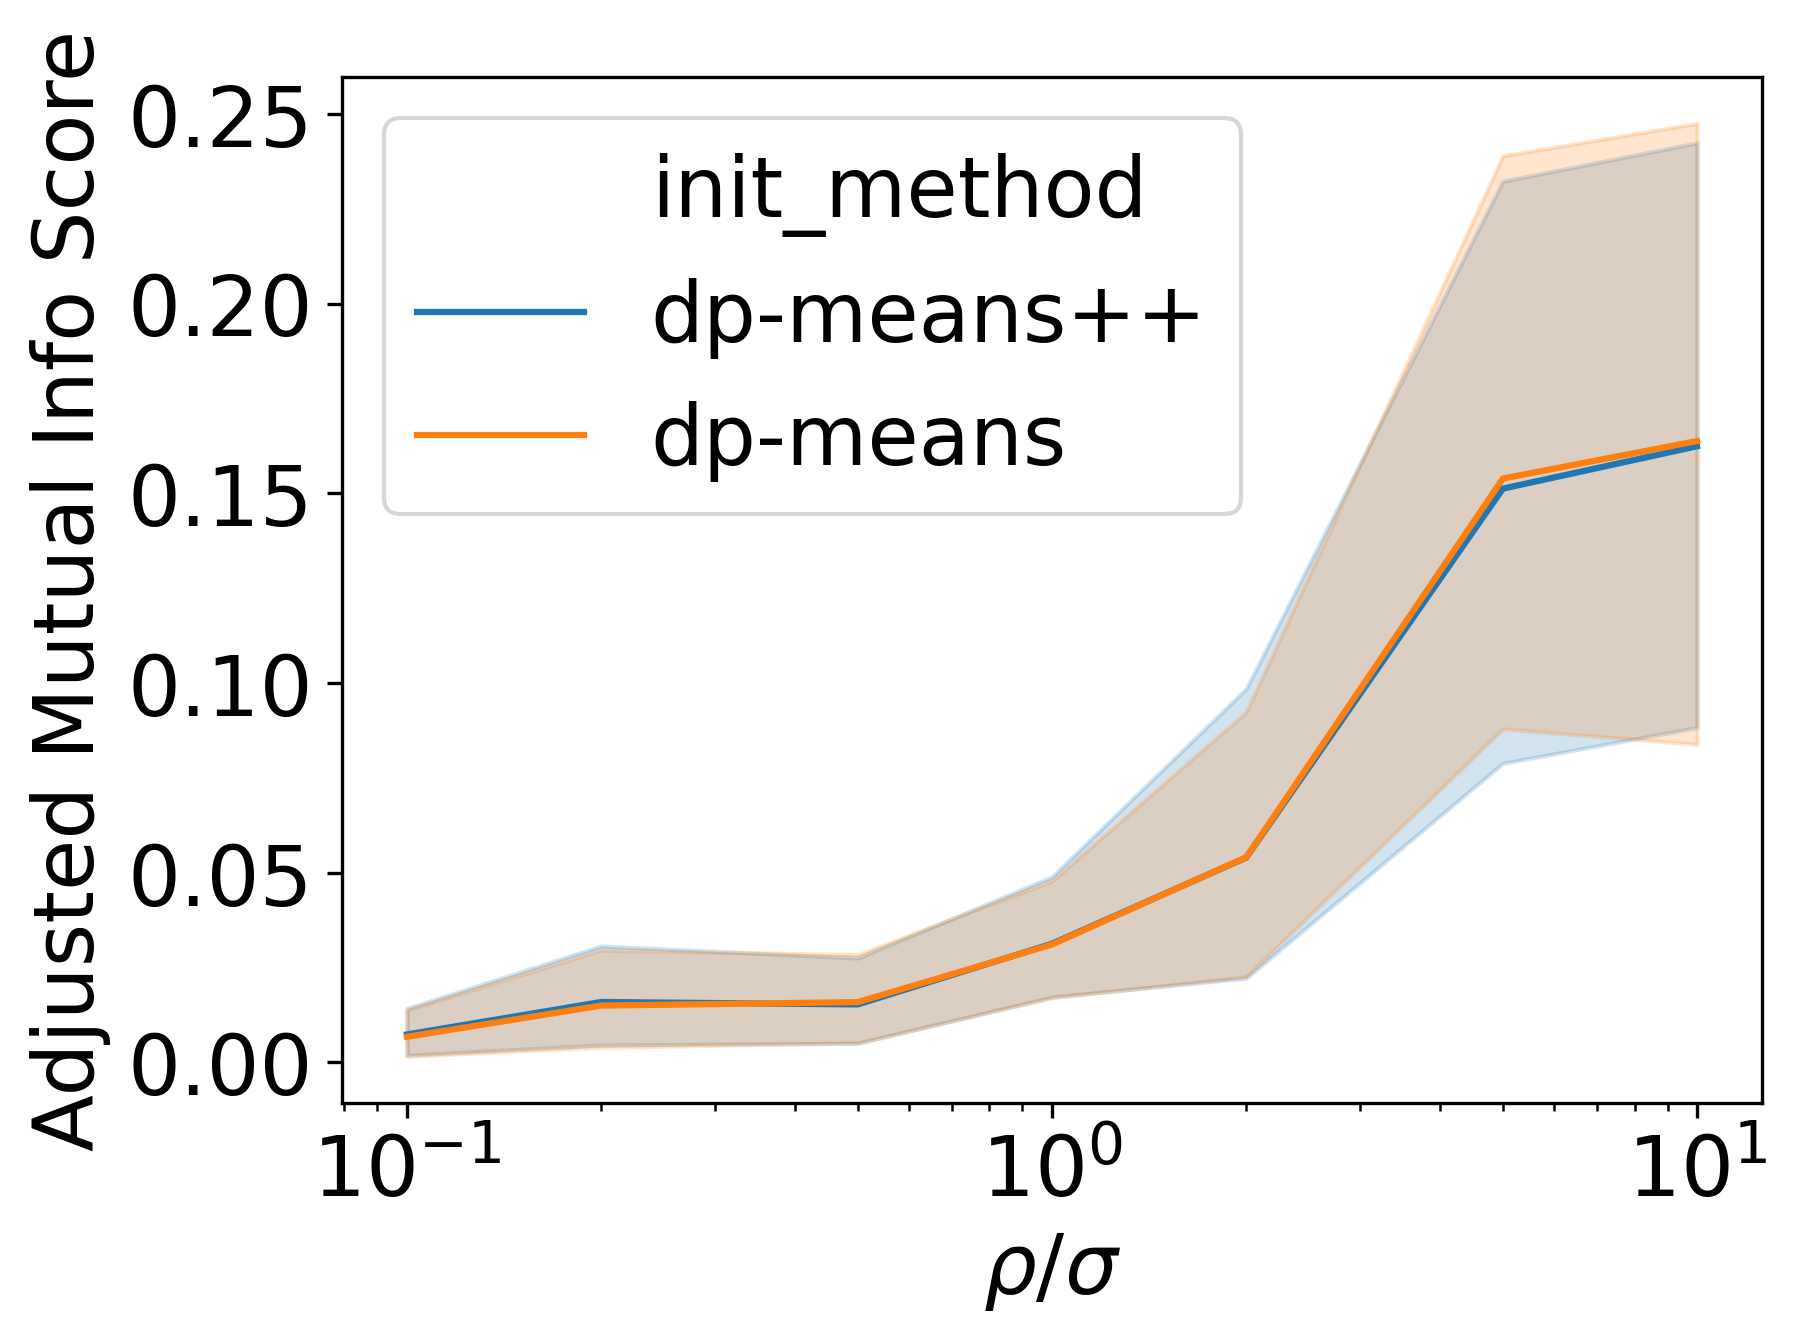 Adjusted Mutual Info Score
0.25
0.20
0.15
0.10
0.05
0.00
init_method
dp-means++
dp-means
10⁻¹
10⁰
10¹
ρ/σ